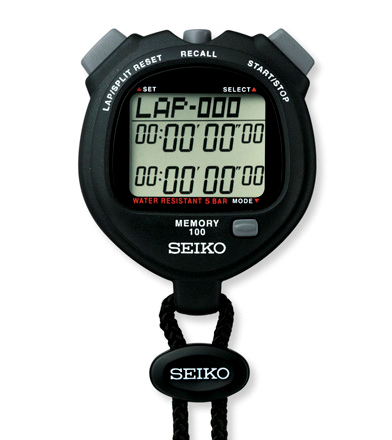 LAP/SPLIT RESET
RECALL
START/STOP
▲SET SELECT▲
LAP-000
00:00'00"00
00:00'00"00
WATER RESISTANT 5 BAR MODE▼
MEMORY
100
SEIKO
SEIKO